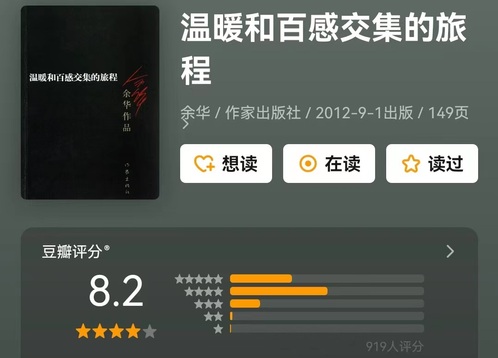 温暖和百感交集的旅程
余华作品
温暖和百感交集的旅
程
余华 / 作家出版社 / 2012-9-1出版 / 149页
想读
在读
读过
豆瓣评分®
8.2
919人评分